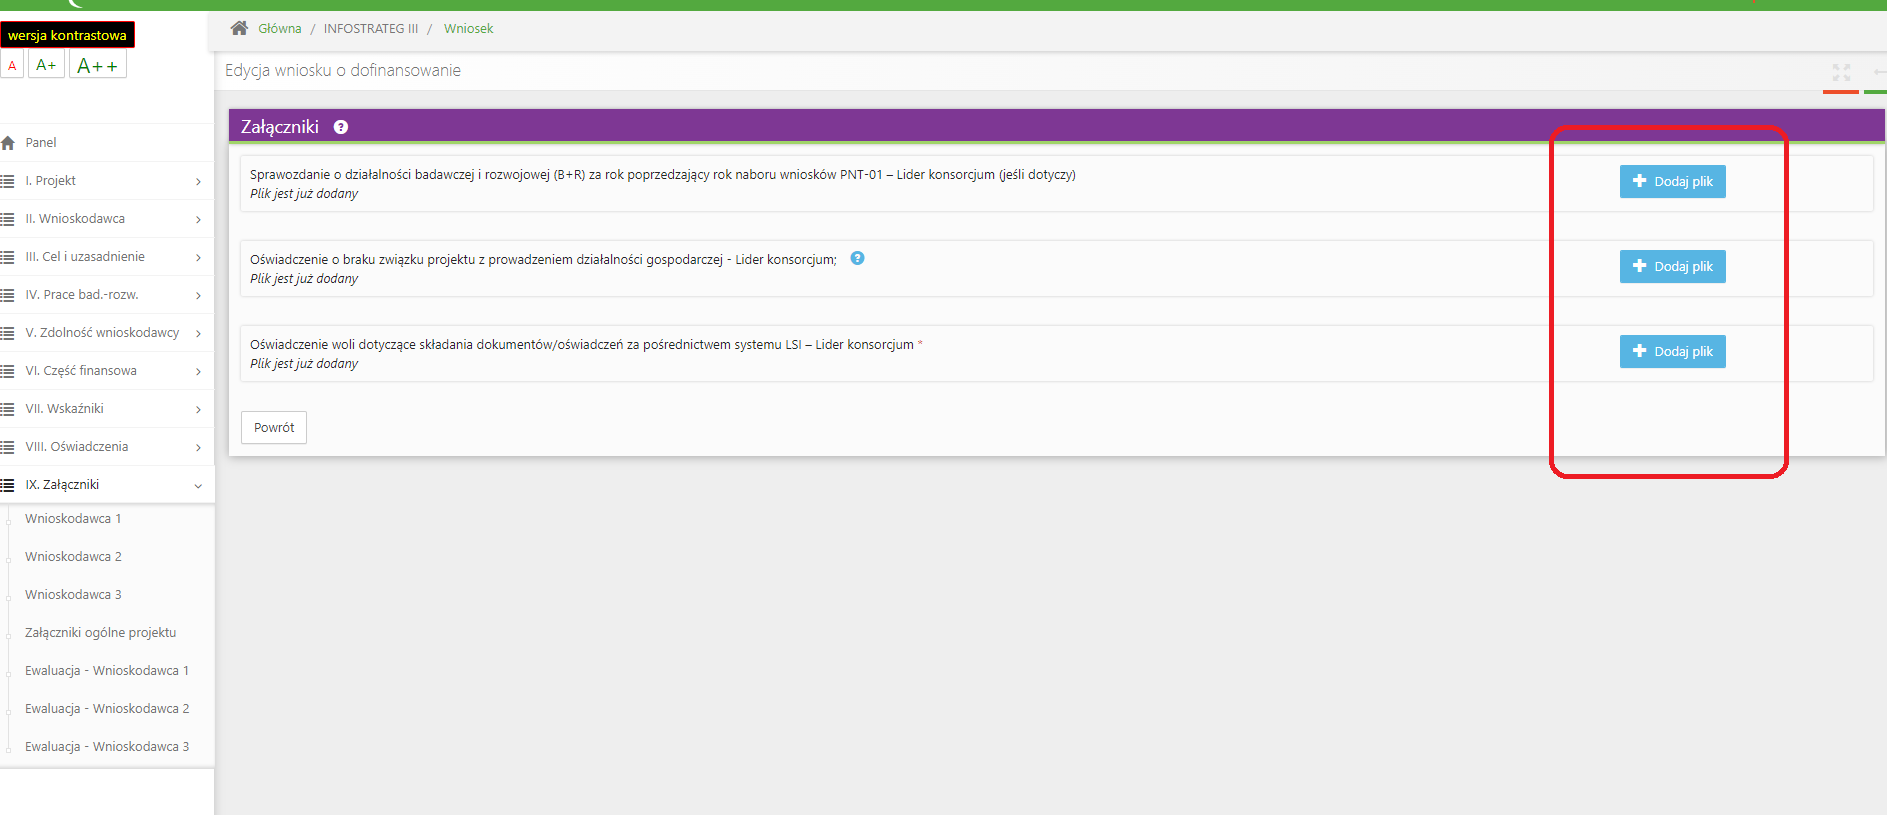 wersja kontrastowa
A A+ A++
Główna / INFOSTRATEG III / Wniosek
Edycja wniosku o dofinansowanie
Panel
I. Projekt
II. Wnioskodawca
III. Cel i uzasadnienie
IV. Prace bad.-rozw.
V. Zdolność wnioskodawcy
VI. Część finansowa
VII. Wskaźniki
VIII. Oświadczenia
IX. Załączniki
Wnioskodawca 1
Wnioskodawca 2
Wnioskodawca 3
Załączniki ogólne projektu
Ewaluacja - Wnioskodawca 1
Ewaluacja - Wnioskodawca 2
Ewaluacja - Wnioskodawca 3
Załączniki ?
Sprawozdanie o działalności badawczej i rozwojowej (B+R) za rok poprzedzający rok naboru wniosków PNT-01 – Lider konsorcjum (jeśli dotyczy)
Plik jest już dodany
Dodaj plik
Oświadczenie o braku związku projektu z prowadzeniem działalności gospodarczej - Lider konsorcjum; ?
Plik jest już dodany
Dodaj plik
Oświadczenie woli dotyczące składania dokumentów/oświadczeń za pośrednictwem systemu LSI – Lider konsorcjum *
Plik jest już dodany
Dodaj plik
Powrót